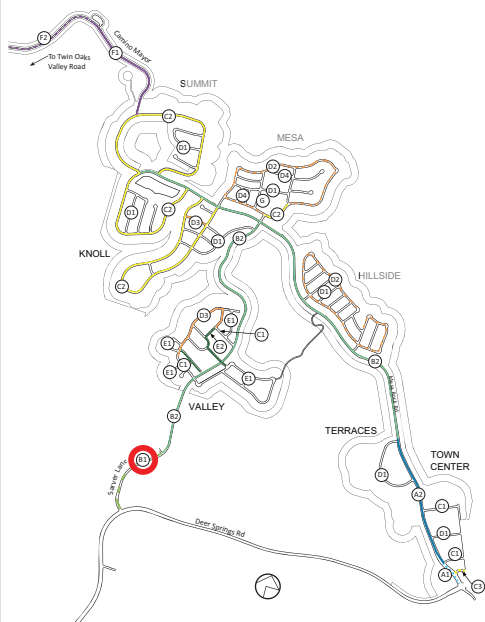 F2
F1
Camino Mayor
To Twin Oaks
Valley Road
SUMMIT
C2
D1
MESA
D2
D4
D1
D4
G
C2
D1
C2
D3
D1
B2
KNOLL
C2
HILLSIDE
D2
D1
D3
E1
C1
E1
E2
C1
E1
E1
B2
VALLEY
B2
TERRACES
TOWN
CENTER
B1
Sarver Lane
D1
A2
C1
D1
C1
Deer Springs Rd
A1
C3